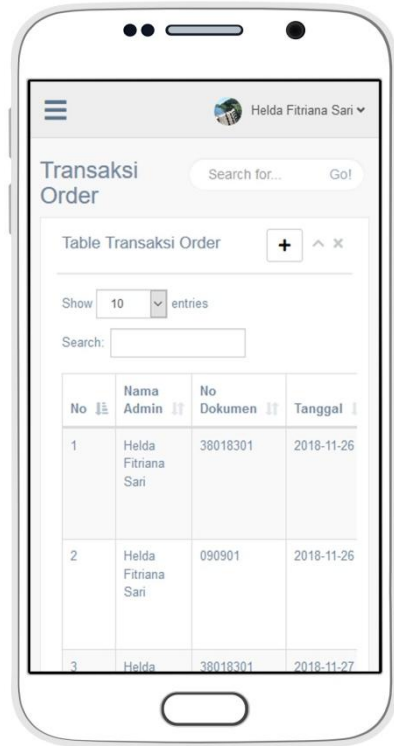 Helda Fitriana Sari
Transaksi
Order
Search for...
Go!
Table Transaksi Order
Show 10 entries
Search:
No
Nama
Admin
No
Dokumen
Tanggal
1
Helda
Fitriana
Sari
38018301
2018-11-26
2
Helda
Fitriana
Sari
090901
2018-11-26
3
Helda
38018301
2018-11-27